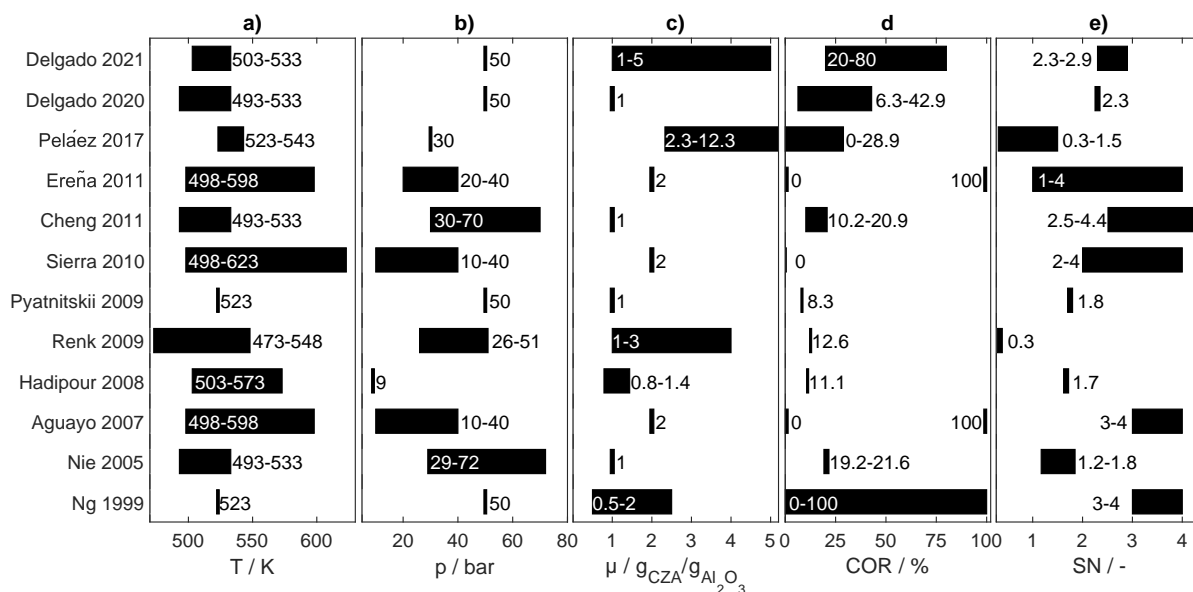 a) b) c) d e)
Delgado 2021 503-533 50 1-5 20-80 2.3-2.9
Delgado 2020 493-533 50 1 6.3-42.9 2.3
Peláez 2017 523-543 30 2.3-12.3 0-28.9 0.3-1.5
Ereña 2011 498-598 20-40 2 0 100 1-4
Cheng 2011 493-533 30-70 1 10.2-20.9 2.5-4.4
Sierra 2010 498-623 10-40 2 0 2-4
Pyatnitskii 2009 523 50 1 8.3 1.8
Renk 2009 473-548 26-51 1-3 12.6 0.3
Hadipour 2008 503-573 9 0.8-1.4 11.1 1.7
Aguayo 2007 498-598 10-40 2 0 100 3-4
Nie 2005 493-533 29-72 1 19.2-21.6 1.2-1.8
Ng 1999 523 50 0.5-2 0-100 3-4
500 550 600 20 40 60 80 0 1 2 3 4 5 0 25 50 75 100 1 2 3 4
T / K p / bar µ / g_CZA/g_Al₂O₃ COR / % SN / -